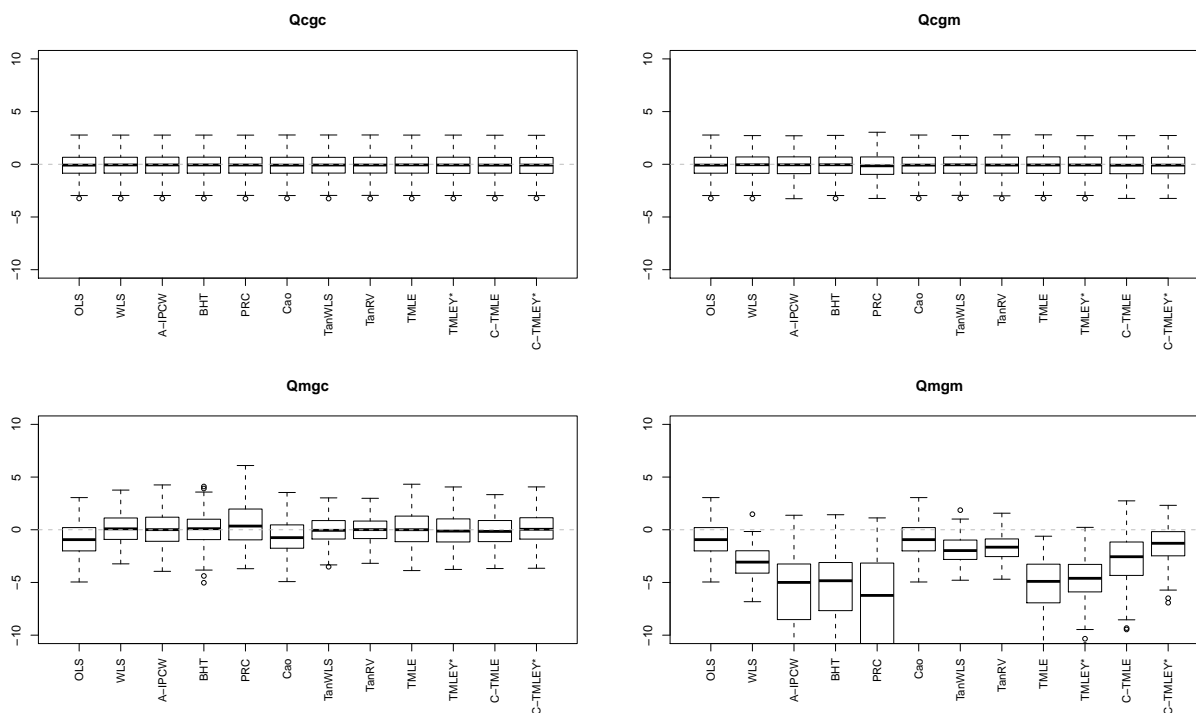 Qcgc
10
5
0
−5
−10
OLS
WLS
A−IPCW
BHT
PRC
Cao
TanWLS
TanRV
TMLE
TMLEY*
C−TMLE
C−TMLEY*
Qcgm
10
5
0
−5
−10
OLS
WLS
A−IPCW
BHT
PRC
Cao
TanWLS
TanRV
TMLE
TMLEY*
C−TMLE
C−TMLEY*
Qmgc
10
5
0
−5
−10
OLS
WLS
A−IPCW
BHT
PRC
Cao
TanWLS
TanRV
TMLE
TMLEY*
C−TMLE
C−TMLEY*
Qmgm
10
5
0
−5
−10
OLS
WLS
A−IPCW
BHT
PRC
Cao
TanWLS
TanRV
TMLE
TMLEY*
C−TMLE
C−TMLEY*